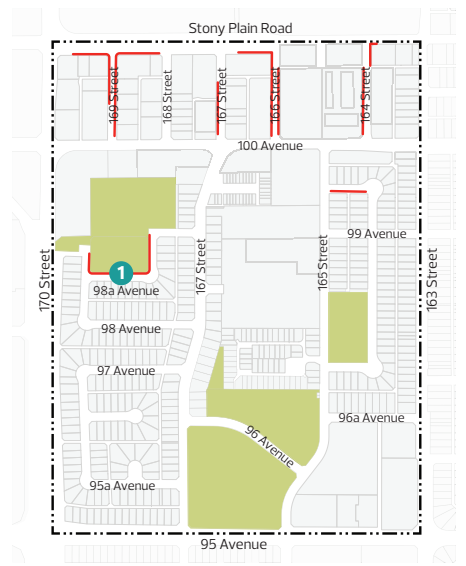 Stony Plain Road
169 Street
168 Street
167 Street
166 Street
164 Street
100 Avenue
170 Street
167 Street
165 Street
99 Avenue
163 Street
1
98a Avenue
98 Avenue
97 Avenue
96a Avenue
96 Avenue
95a Avenue
95 Avenue